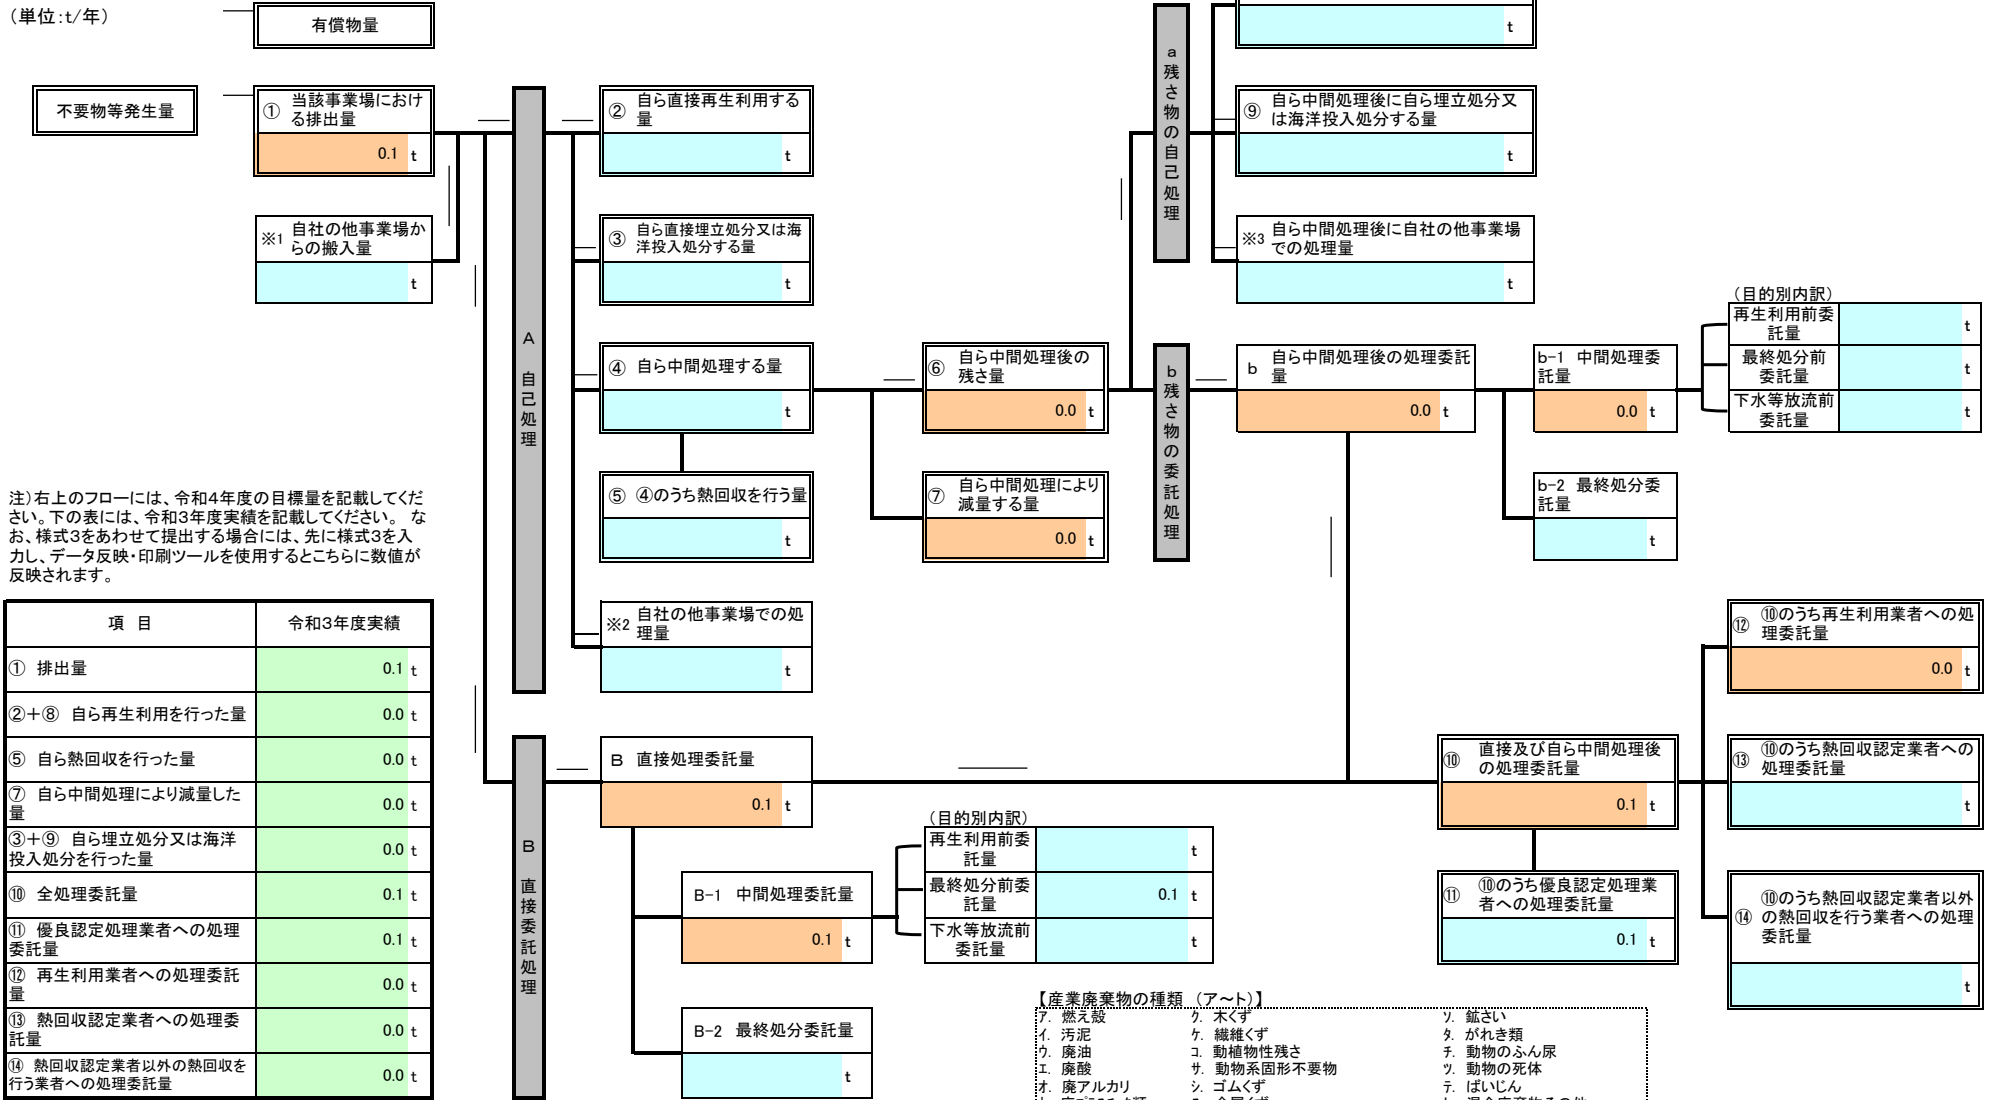 （単位：t/年）
有償物量
不要物等発生量
① 当該事業場におけ
る排出量
0.1 t
※1 自社の他事業場か
らの搬入量
t
A 自己処理
② 自ら直接再生利用する
量
t
③ 自ら直接埋立処分又は海
洋投入処分する量
t
④ 自ら中間処理する量
t
⑤ ④のうち熱回収を行う量
t
※2 自社の他事業場での処
理量
t
⑥ 自ら中間処理後の
残さ量
0.0 t
⑦ 自ら中間処理により
減量する量
0.0 t
a 残さ物の自己処理
t
⑨ 自ら中間処理後に自ら埋立処分又
は海洋投入処分する量
t
※3 自ら中間処理後に自社の他事業場
での処理量
t
b 残さ物の委託処理
b 自ら中間処理後の処理委託
量
0.0 t
b-1 中間処理委
託量
0.0 t
b-2 最終処分委
託量
t
（目的別内訳）
再生利用前委
託量
t
最終処分前
委託量
t
下水等放流前
委託量
t
注）右上のフローには、令和4年度の目標量を記載してくだ
さい。下の表には、令和3年度実績を記載してください。 な
お、様式3をあわせて提出する場合には、先に様式3を入
力し、データ反映・印刷ツールを使用するとこちらに数値が
反映されます。
項 目 令和3年度実績
① 排出量 0.1 t
②＋⑧ 自ら再生利用を行った量 0.0 t
⑤ 自ら熱回収を行った量 0.0 t
⑦ 自ら中間処理により減量した
量 0.0 t
③＋⑨ 自ら埋立処分又は海洋
投入処分を行った量 0.0 t
⑩ 全処理委託量 0.1 t
⑪ 優良認定処理業者への処理
委託量 0.1 t
⑫ 再生利用業者への処理委託
量 0.0 t
⑬ 熱回収認定業者への処理委
託量 0.0 t
⑭ 熱回収認定業者以外の熱回収を
行う業者への処理委託量 0.0 t
B 直接委託処理
B 直接処理委託量
0.1 t
B-1 中間処理委託量
0.1 t
B-2 最終処分委託量
t
（目的別内訳）
再生利用前委
託量
t
最終処分前委
託量
0.1 t
下水等放流前
委託量
t
⑩ 直接及び自ら中間処理後
の処理委託量
0.1 t
⑪ ⑩のうち優良認定処理業
者への処理委託量
0.1 t
⑫ ⑩のうち再生利用業者への処
理委託量
0.0 t
⑬ ⑩のうち熱回収認定業者への
処理委託量
t
⑭ ⑩のうち熱回収認定業者以外
の熱回収を行う業者への処理
委託量
t
【産業廃棄物の種類 （ア～ト）】
ア. 燃え殻 ク. 木くず ソ. 鉱さい
イ. 汚泥 ケ. 繊維くず タ. がれき類
ウ. 廃油 コ. 動植物性残さ チ. 動物のふん尿
エ. 廃酸 サ. 動物系固形不要物 ツ. 動物の死体
オ. 廃アルカリ シ. ゴムくず テ. ばいじん